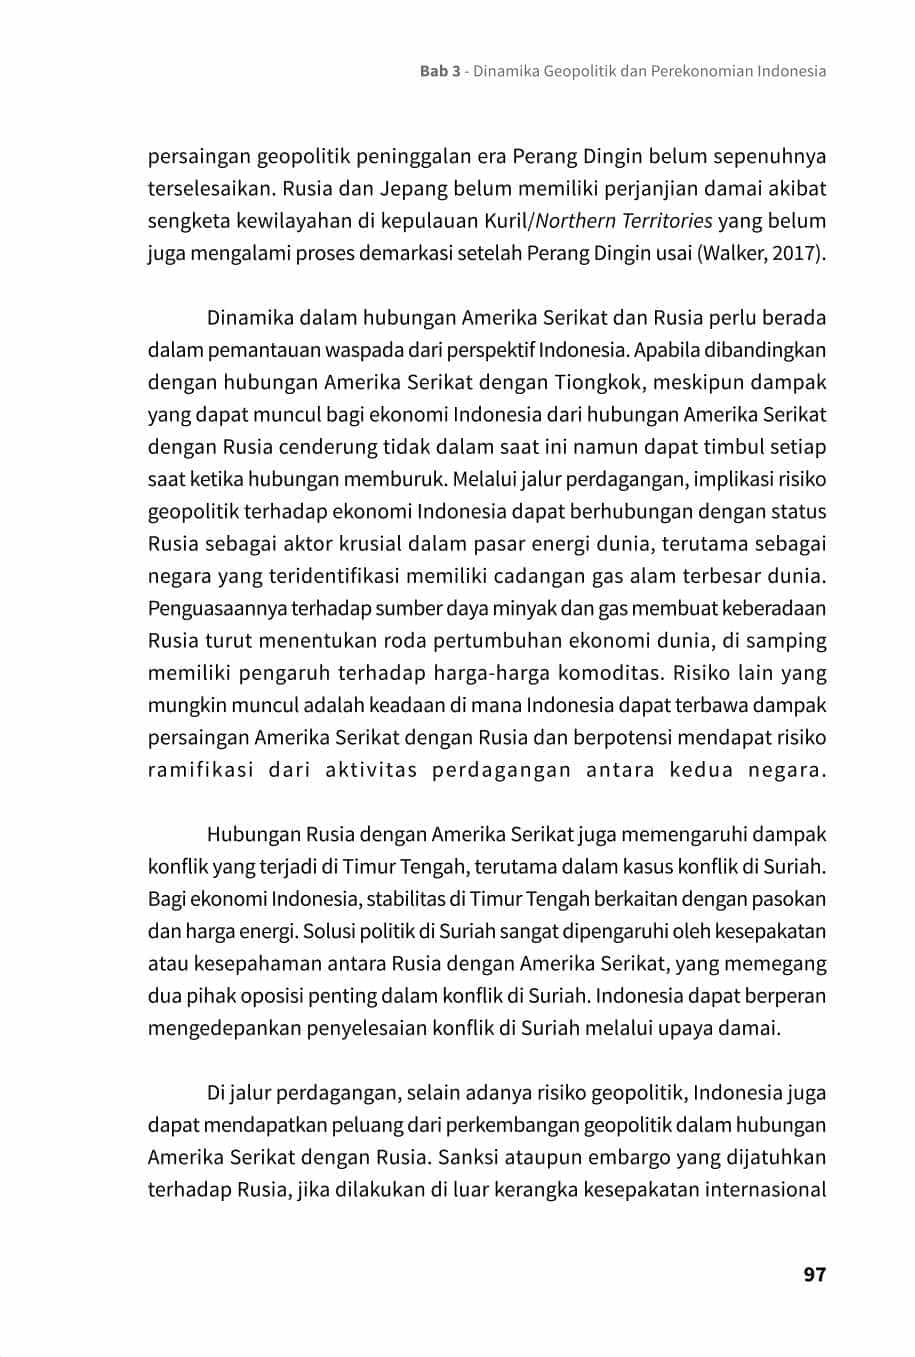 Bab 3 - Dinamika Geopolitik dan Perekonomian Indonesia
persaingan geopolitik peninggalan era Perang Dingin belum sepenuhnya
terselesaikan. Rusia dan Jepang belum memiliki perjanjian damai akibat
sengketa kewilayahan di kepulauan Kuril/Northern Territories yang belum
juga mengalami proses demarkasi setelah Perang Dingin usai (Walker, 2017).
Dinamika dalam hubungan Amerika Serikat dan Rusia perlu berada
dalam pemantauan waspada dari perspektif Indonesia. Apabila dibandingkan
dengan hubungan Amerika Serikat dengan Tiongkok, meskipun dampak
yang dapat muncul bagi ekonomi Indonesia dari hubungan Amerika Serikat
dengan Rusia cenderung tidak dalam saat ini namun dapat timbul setiap
saat ketika hubungan memburuk. Melalui jalur perdagangan, implikasi risiko
geopolitik terhadap ekonomi Indonesia dapat berhubungan dengan status
Rusia sebagai aktor krusial dalam pasar energi dunia, terutama sebagai
negara yang teridentifikasi memiliki cadangan gas alam terbesar dunia.
Penguasaannya terhadap sumber daya minyak dan gas membuat keberadaan
Rusia turut menentukan roda pertumbuhan ekonomi dunia, di samping
memiliki pengaruh terhadap harga-harga komoditas. Risiko lain yang
mungkin muncul adalah keadaan di mana Indonesia dapat terbawa dampak
persaingan Amerika Serikat dengan Rusia dan berpotensi mendapat risiko
ramifikasi dari aktivitas perdagangan antara kedua negara.
Hubungan Rusia dengan Amerika Serikat juga memengaruhi dampak
konflik yang terjadi di Timur Tengah, terutama dalam kasus konflik di Suriah.
Bagi ekonomi Indonesia, stabilitas di Timur Tengah berkaitan dengan pasokan
dan harga energi. Solusi politik di Suriah sangat dipengaruhi oleh kesepakatan
atau kesepahaman antara Rusia dengan Amerika Serikat, yang memegang
dua pihak oposisi penting dalam konflik di Suriah. Indonesia dapat berperan
mengedepankan penyelesaian konflik di Suriah melalui upaya damai.
Di jalur perdagangan, selain adanya risiko geopolitik, Indonesia juga
dapat mendapatkan peluang dari perkembangan geopolitik dalam hubungan
Amerika Serikat dengan Rusia. Sanksi ataupun embargo yang dijatuhkan
terhadap Rusia, jika dilakukan di luar kerangka kesepakatan internasional
97